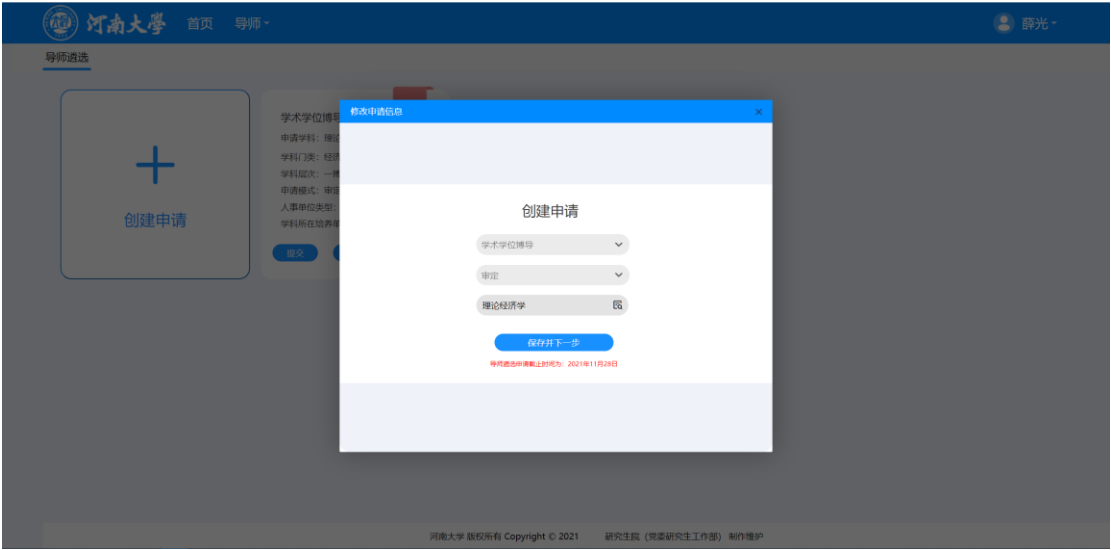 河南大學 首页 导师 薛光
导师遴选
创建申请
学术学位博导
申请学科：理论
学科门类：经济
学科层次：一
申请模式：审定
人事单位类型：
学科所在培养单
提交
修改申请信息
创建申请
学术学位博导
审定
理论经济学
保存并下一步
导师遴选申请截止时间为：2021年11月28日
河南大学 版权所有 Copyright © 2021 研究生院（党委研究生工作部） 制作维护